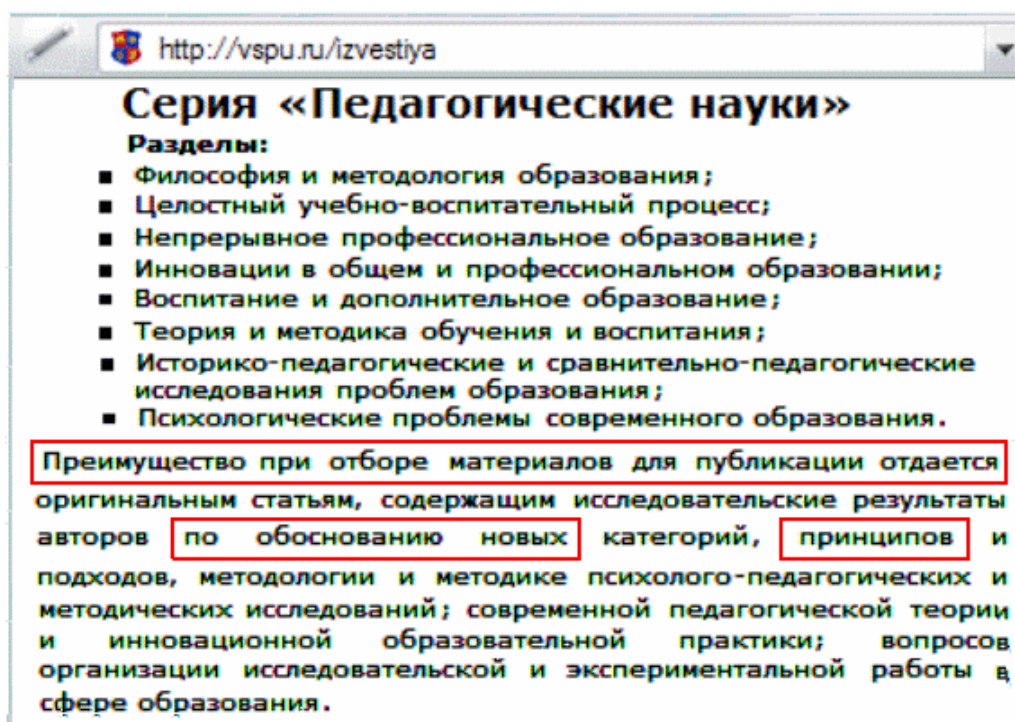 http://vspu.ru/izvestiya
Серия «Педагогические науки»
Разделы:
■ Философия и методология образования;
■ Целостный учебно-воспитательный процесс;
■ Непрерывное профессиональное образование;
■ Инновации в общем и профессиональном образовании;
■ Воспитание и дополнительное образование;
■ Теория и методика обучения и воспитания;
■ Историко-педагогические и сравнительно-педагогические
исследования проблем образования;
■ Психологические проблемы современного образования.
Преимущество при отборе материалов для публикации отдается
оригинальным статьям, содержащим исследовательские результаты
авторов по обоснованию новых категорий, принципов и
подходов, методологии и методике психолого-педагогических и
методических исследований; современной педагогической теории
и инновационной образовательной практики; вопросов
организации исследовательской и экспериментальной работы в
сфере образования.